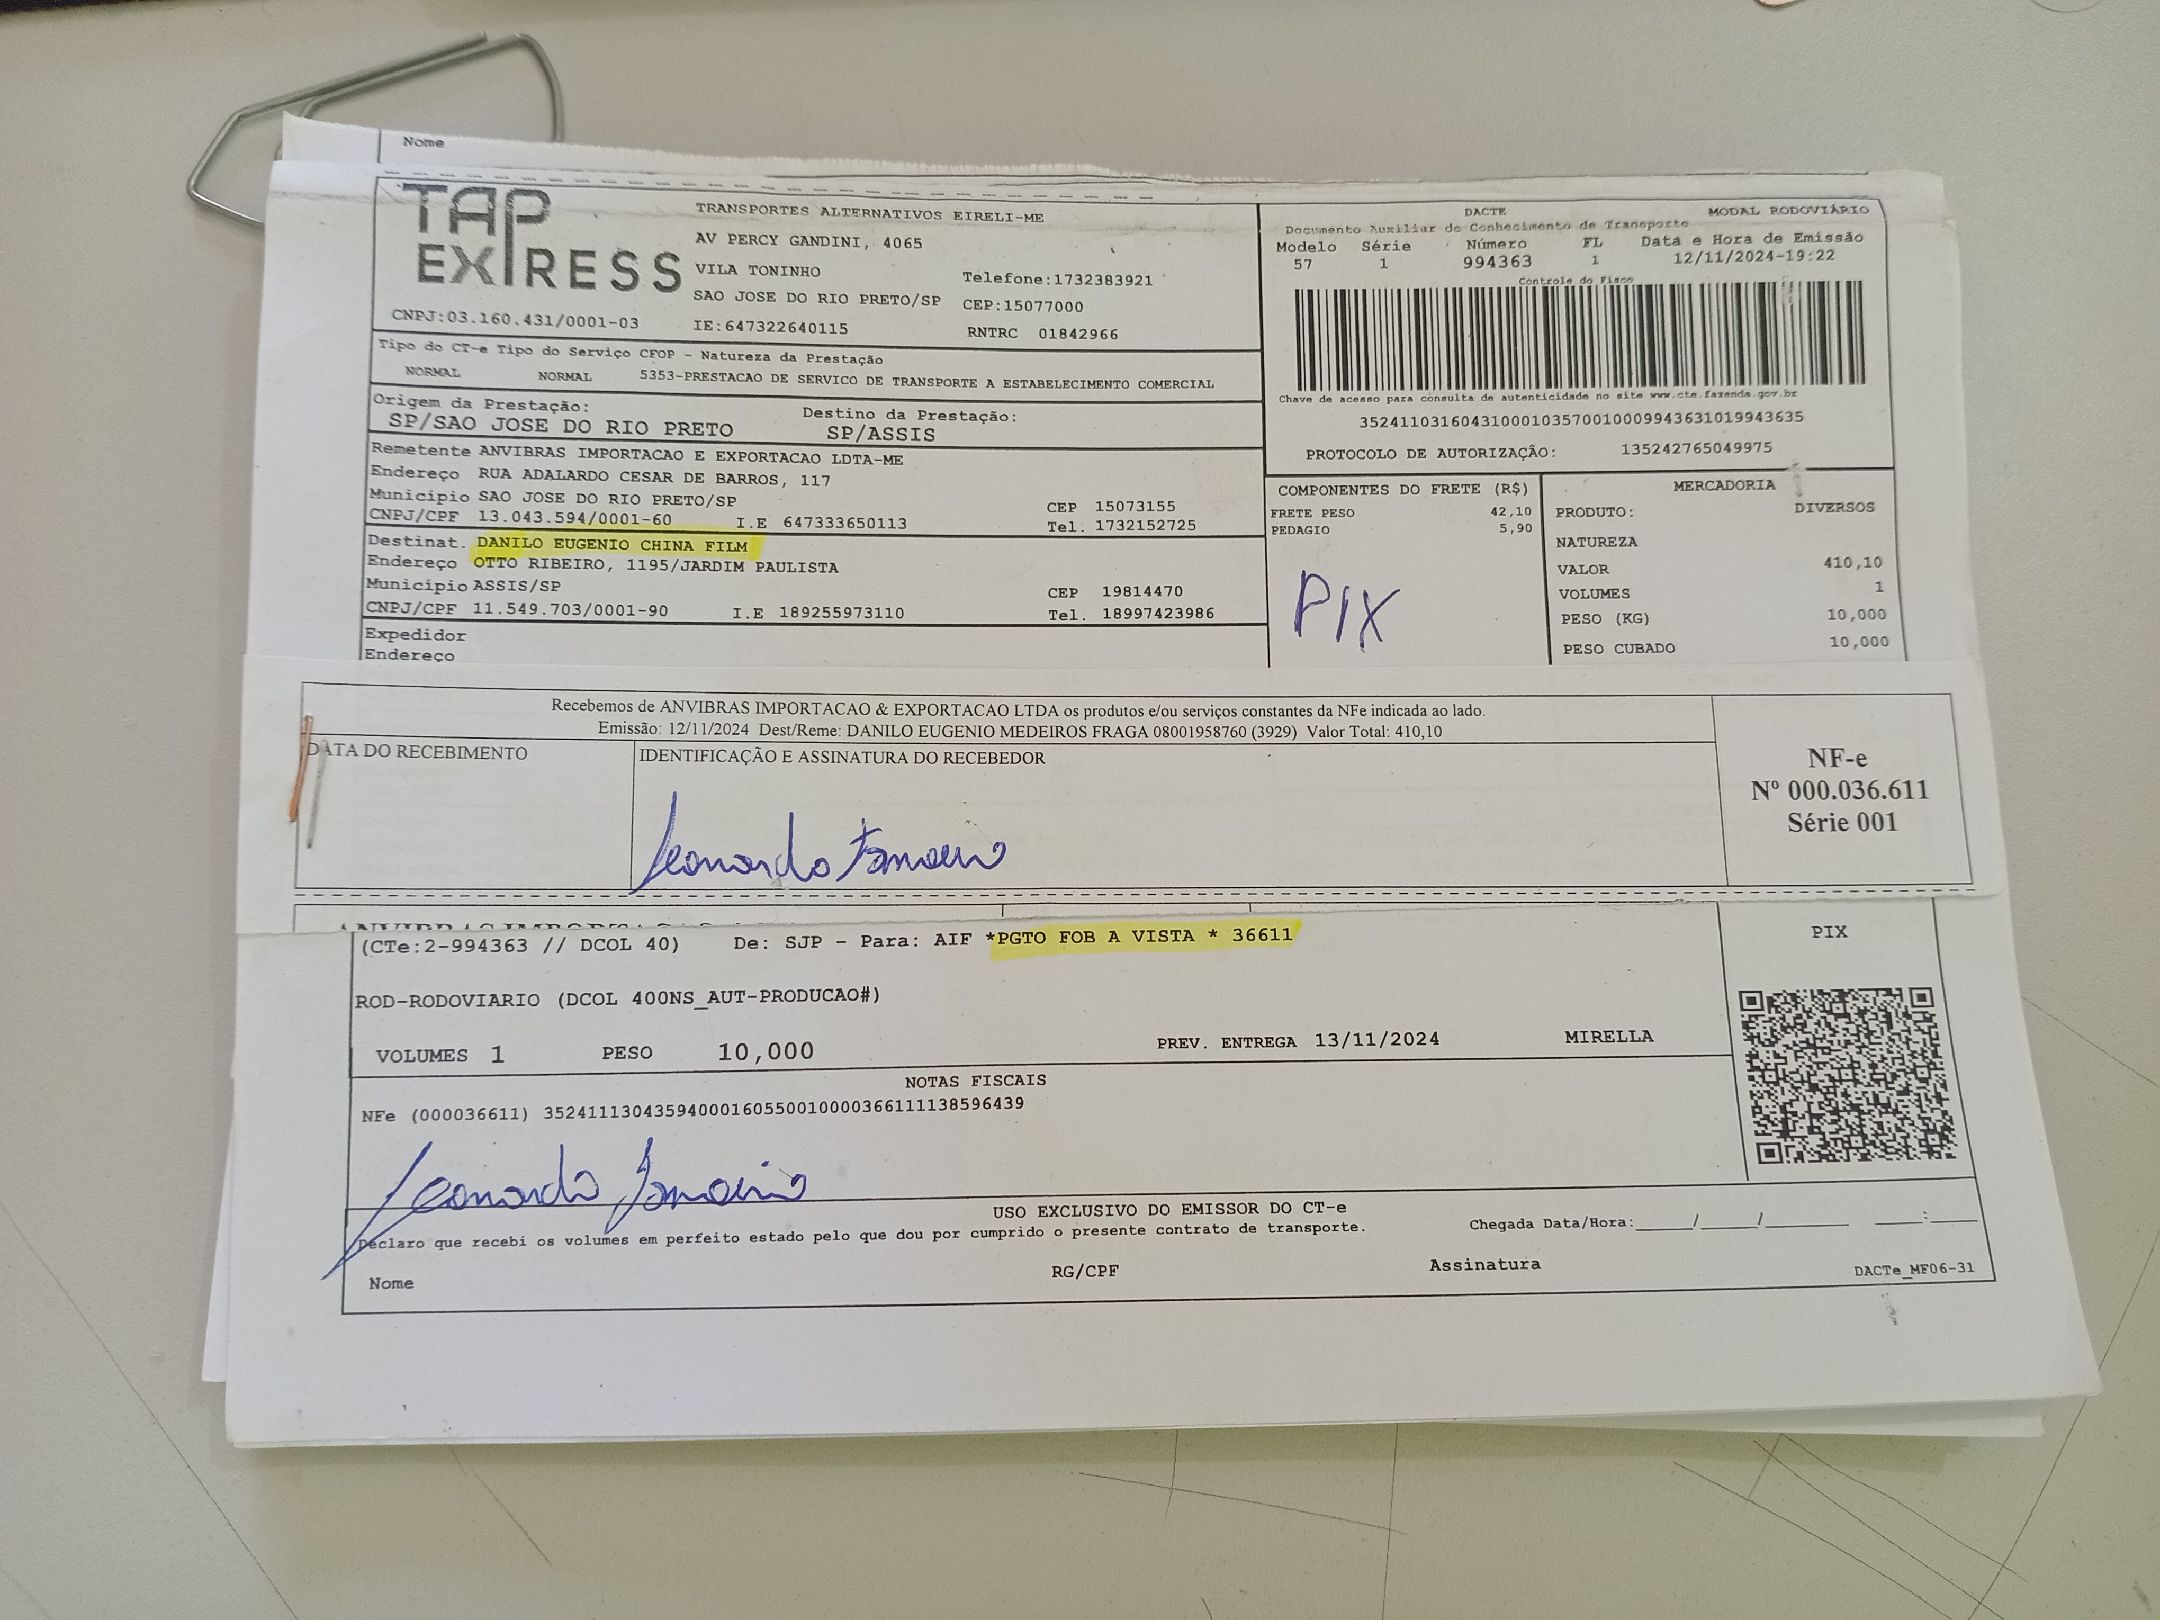 Nome
TAP EXPRESS
TRANSPORTES ALTERNATIVOS EIRELI-ME
AV PERCY GANDINI, 4065
VILA TONINHO
Telefone:1732383921
SAO JOSE DO RIO PRETO/SP CEP:15077000
CNPJ:03.160.431/0001-03 IE:647322640115 RNTRC 01842966
DACTE MODAL RODOVIÁRIO
Documento Auxiliar de Conhecimento de Transporte
Modelo Série Número FL Data e Hora de Emissão
57 1 994363 1 12/11/2024-19:22
Controle do Fisco
Chave de acesso para consulta de autenticidade no site www.cte.fazenda.gov.br
35241103160431000103570010009943631019943635
PROTOCOLO DE AUTORIZAÇÃO: 135242765049975
Tipo do CT-e Tipo do Serviço CFOP - Natureza da Prestação
NORMAL NORMAL 5353-PRESTACAO DE SERVICO DE TRANSPORTE A ESTABELECIMENTO COMERCIAL
Origem da Prestação: Destino da Prestação:
SP/SAO JOSE DO RIO PRETO SP/ASSIS
Remetente ANVIBRAS IMPORTACAO E EXPORTACAO LDTA-ME
Endereço RUA ADALARDO CESAR DE BARROS, 117
Município SAO JOSE DO RIO PRETO/SP CEP 15073155
CNPJ/CPF 13.043.594/0001-60 I.E 647333650113 Tel. 1732152725
Destinat. DANILO EUGENIO CHINA FILM
Endereço OTTO RIBEIRO, 1195/JARDIM PAULISTA
Município ASSIS/SP CEP 19814470
CNPJ/CPF 11.549.703/0001-90 I.E 189255973110 Tel. 18997423986
Expedidor
Endereço
COMPONENTES DO FRETE (R$)
FRETE PESO 42,10
PEDAGIO 5,90
PIX
MERCADORIA
PRODUTO: DIVERSOS
NATUREZA
VALOR 410,10
VOLUMES 1
PESO (KG) 10,000
PESO CUBADO 10,000
Recebemos de ANVIBRAS IMPORTACAO & EXPORTACAO LTDA os produtos e/ou serviços constantes da NFe indicada ao lado.
Emissão: 12/11/2024 Dest/Reme: DANILO EUGENIO MEDEIROS FRAGA 08001958760 (3929) Valor Total: 410,10
DATA DO RECEBIMENTO
IDENTIFICAÇÃO E ASSINATURA DO RECEBEDOR
Leonardo
NF-e
Nº 000.036.611
Série 001
(CTe:2-994363 // DCOL 40) De: SJP - Para: AIF *PGTO FOB A VISTA * 36611
PIX
ROD-RODOVIARIO (DCOL 400NS_AUT-PRODUCAO#)
VOLUMES 1 PESO 10,000 PREV. ENTREGA 13/11/2024 MIRELLA
NOTAS FISCAIS
NFe (000036611) 35241113043594000160550010000366111138596439
Leonardo
USO EXCLUSIVO DO EMISSOR DO CT-e
Declaro que recebi os volumes em perfeito estado pelo que dou por cumprido o presente contrato de transporte.
Chegada Data/Hora:_____/_____/________ ____:____
Nome RG/CPF Assinatura
DACTe_MF06-31